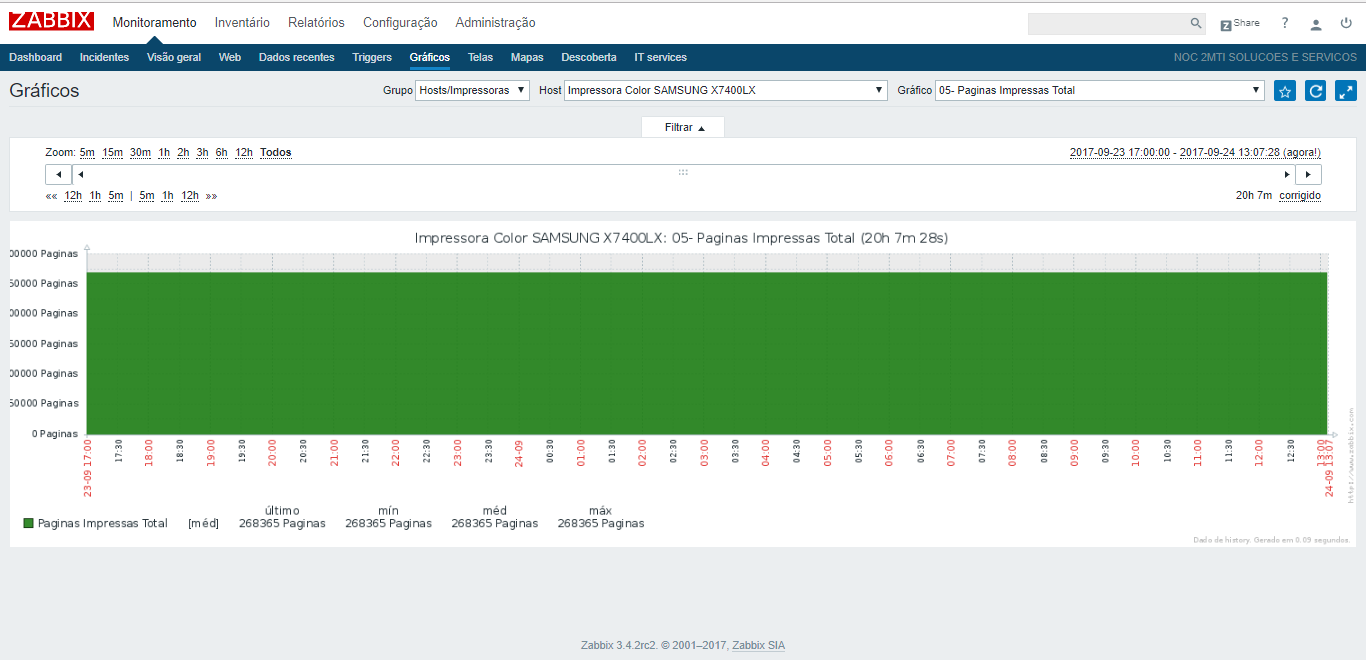 ZABBIX Monitoramento Inventário Relatórios Configuração Administração Z Share ?
Dashboard Incidentes Visão geral Web Dados recentes Triggers Gráficos Telas Mapas Descoberta IT services NOC 2MTI SOLUCOES E SERVICOS
Gráficos Grupo Hosts/Impressoras Host Impressora Color SAMSUNG X7400LX Gráfico 05- Paginas Impressas Total
Filtrar
Zoom: 5m 15m 30m 1h 2h 3h 6h 12h Todos 2017-09-23 17:00:00 - 2017-09-24 13:07:28 (agora!)
«« 12h 1h 5m | 5m 1h 12h »» 20h 7m corrigido
Impressora Color SAMSUNG X7400LX: 05- Paginas Impressas Total (20h 7m 28s)
00000 Paginas
50000 Paginas
00000 Paginas
50000 Paginas
00000 Paginas
50000 Paginas
0 Paginas
23-09 17:00 17:30 18:00 18:30 19:00 19:30 20:00 20:30 21:00 21:30 22:00 22:30 23:00 23:30 24-09 00:30 01:00 01:30 02:00 02:30 03:00 03:30 04:00 04:30 05:00 05:30 06:00 06:30 07:00 07:30 08:00 08:30 09:00 09:30 10:00 10:30 11:00 11:30 12:00 12:30 13:00 24-09 13:07
https://www.zabbix.com
último mín méd máx
Paginas Impressas Total [méd] 268365 Paginas 268365 Paginas 268365 Paginas 268365 Paginas
Dado de history. Gerado em 0.09 segundos.
Zabbix 3.4.2rc2. © 2001–2017, Zabbix SIA